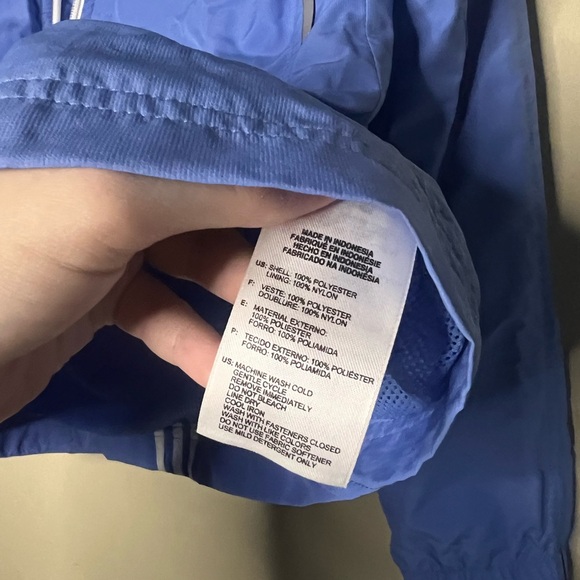 MADE IN INDONESIA
FABRIQUÉ EN INDONÉSIE
HECHO EN INDONESIA
FABRICADO NA INDONÉSIA
US: SHELL: 100% POLYESTER
LINING: 100% NYLON
F: VESTE: 100% POLYESTER
DOUBLURE: 100% NYLON
E: MATERIAL EXTERNO:
100% POLIÉSTER
FORRO: 100% POLIAMIDA
P: TECIDO EXTERNO: 100% POLIÉSTER
FORRO: 100% POLIAMIDA
US: MACHINE WASH COLD
GENTLE CYCLE
REMOVE IMMEDIATELY
DO NOT BLEACH
LINE DRY
COOL IRON
WASH WITH FASTENERS CLOSED
WASH WITH LIKE COLORS
DO NOT USE FABRIC SOFTENER
USE MILD DETERGENT ONLY